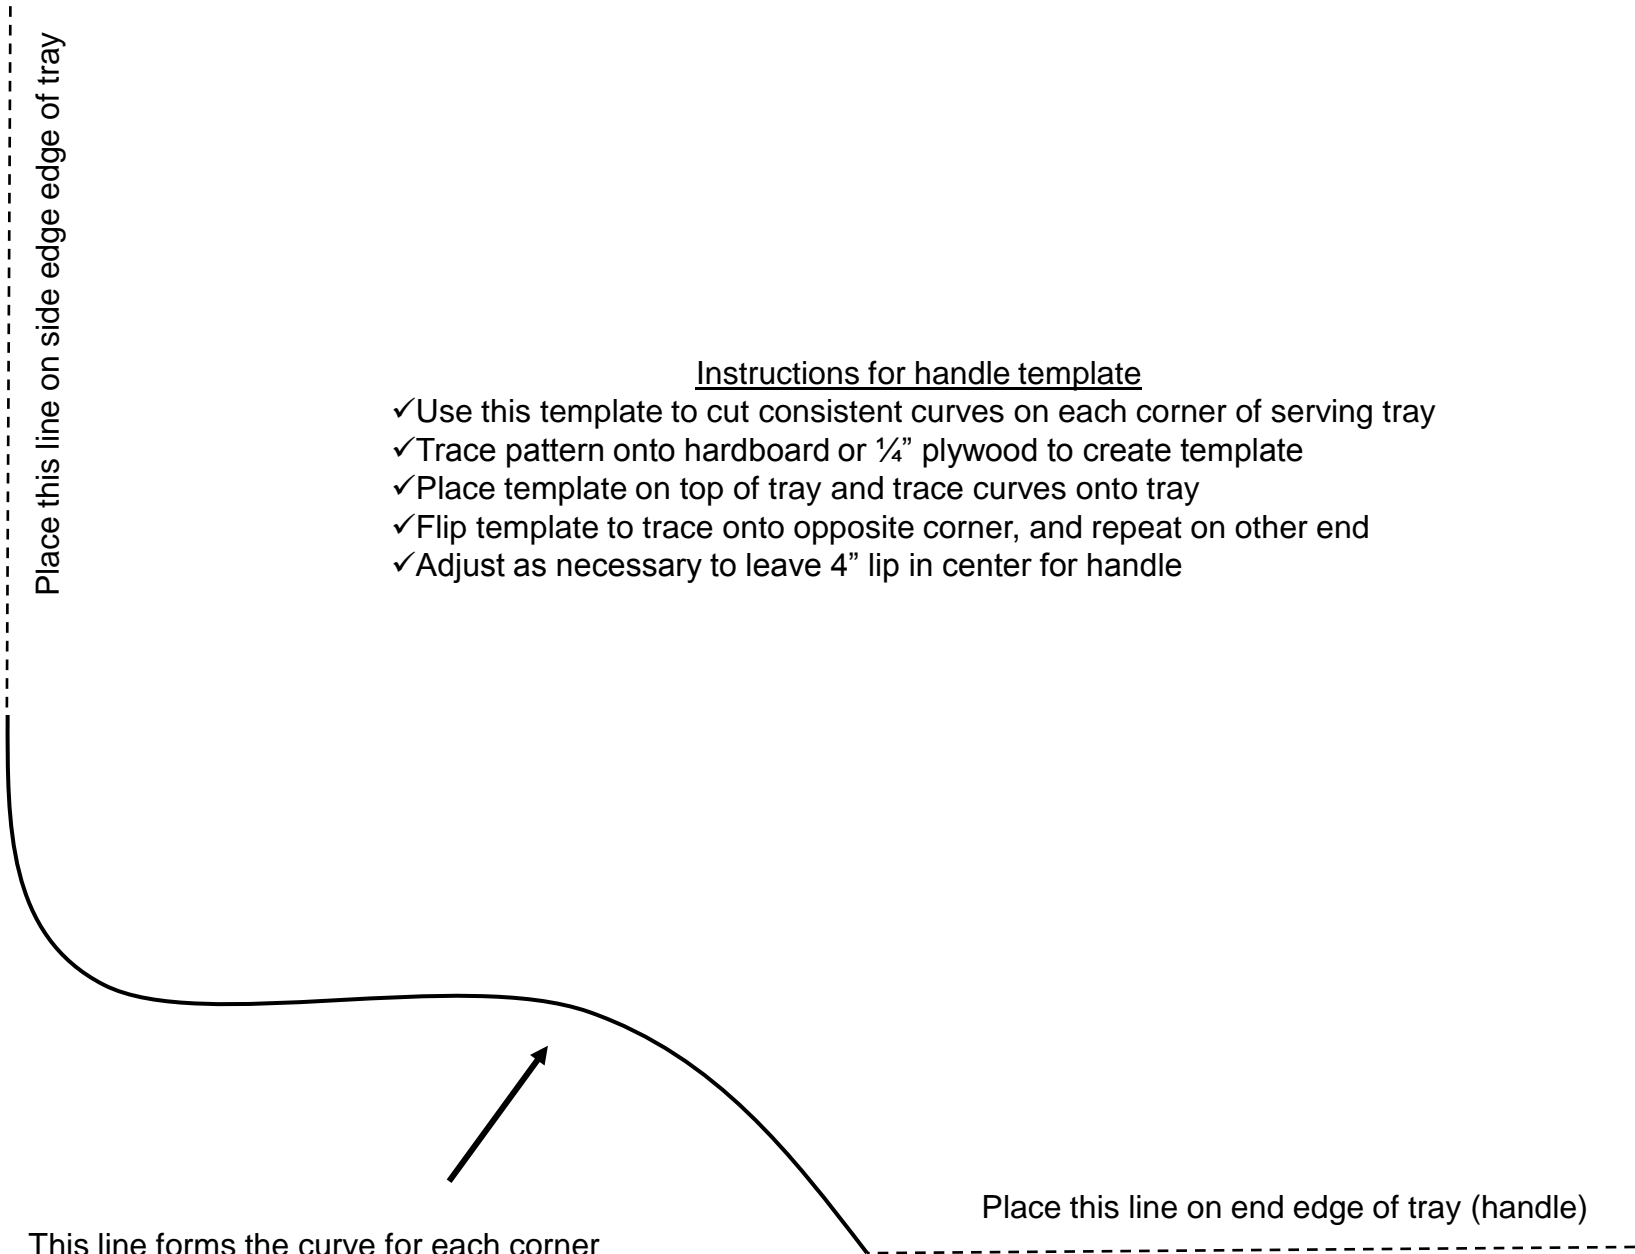 Place this line on side edge edge of tray
Instructions for handle template
✓Use this template to cut consistent curves on each corner of serving tray
✓Trace pattern onto hardboard or ¼” plywood to create template
✓Place template on top of tray and trace curves onto tray
✓Flip template to trace onto opposite corner, and repeat on other end
✓Adjust as necessary to leave 4” lip in center for handle
Place this line on end edge of tray (handle)
This line forms the curve for each corner